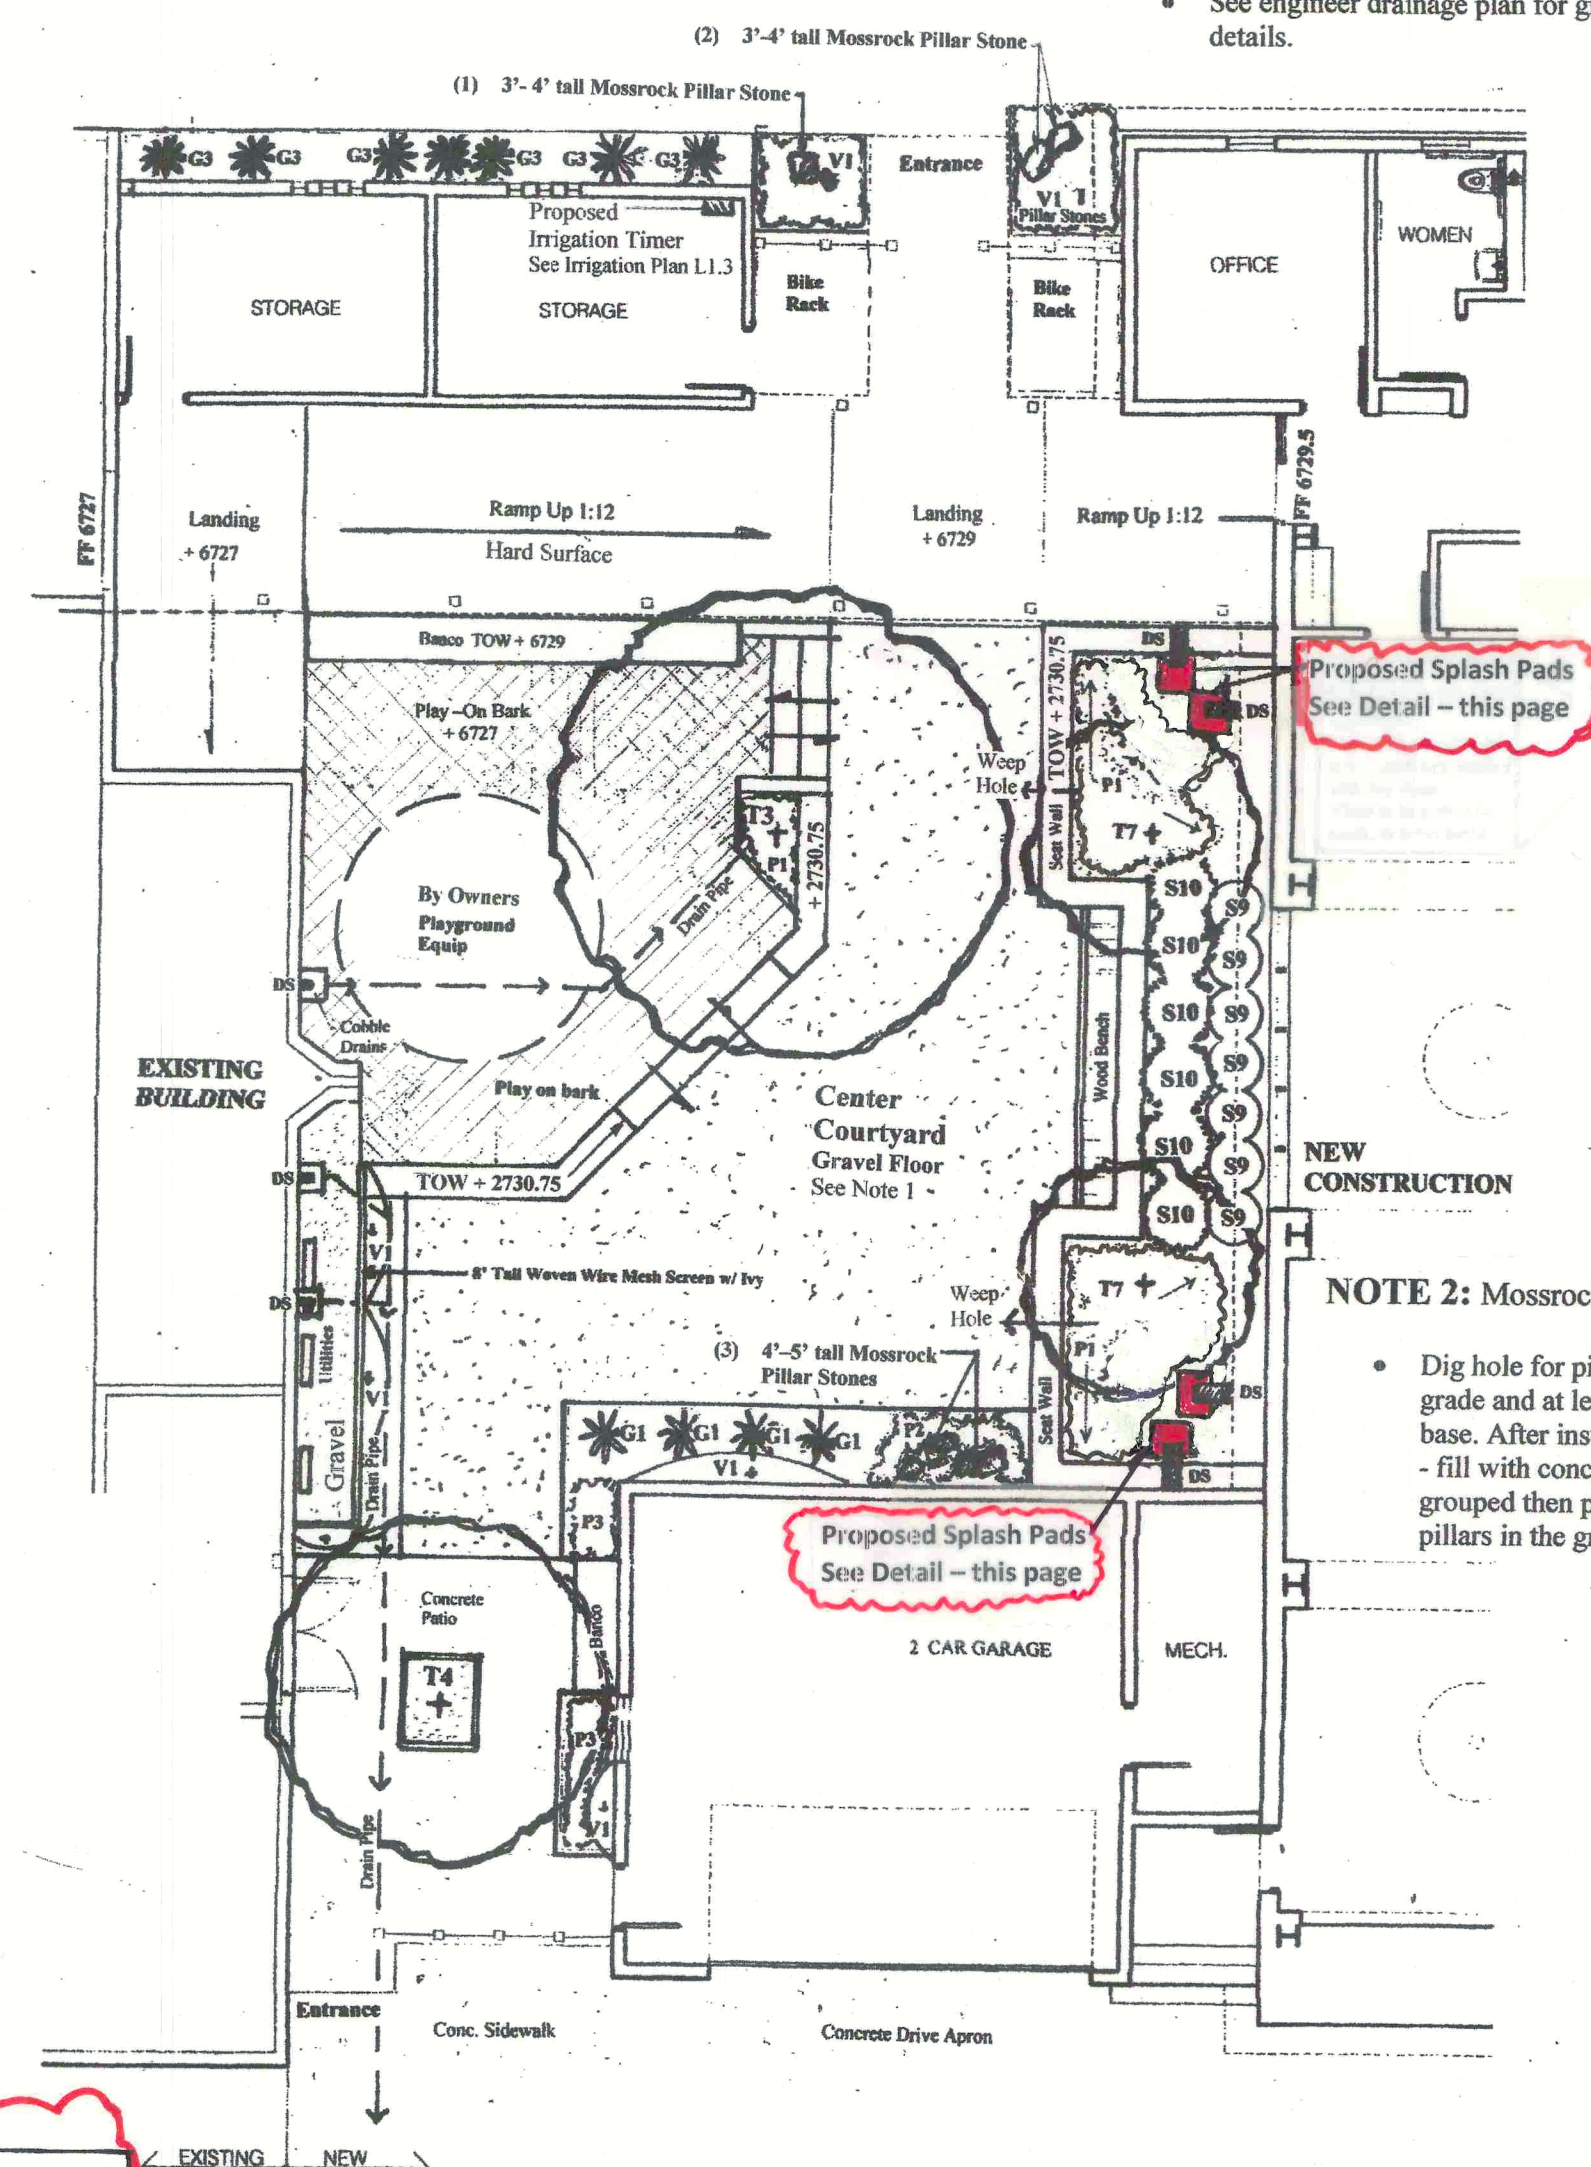 See engineer drainage plan for
details.
(2) 3'-4' tall Mossrock Pillar Stone
(1) 3'- 4' tall Mossrock Pillar Stone
G3
G3
G3
G3
G3
G3
V1
Entrance
V1
Pillar Stones
Proposed
Irrigation Timer
See Irrigation Plan L1.3
STORAGE
STORAGE
Bike
Rack
Bike
Rack
OFFICE
WOMEN
FF 6727
Landing
+ 6727
Ramp Up 1:12
Hard Surface
Landing
+ 6729
Ramp Up 1:12
FF 6729.5
Banco TOW + 6729
Play –On Bark
+ 6727
TOW + 2730.75
DS
DS
Proposed Splash Pads
See Detail – this page
Weep
Hole
P1
T7
Seat Wall
T3
P1
+ 2730.75
Drain Pipe
By Owners
Playground
Equip
DS
Cobble
Drains
S10
S10
S10
S10
S10
S10
S9
S9
S9
S9
S9
S9
S9
Wood Bench
EXISTING
BUILDING
Play on bark
Center
Courtyard
Gravel Floor
See Note 1
NEW
CONSTRUCTION
DS
TOW + 2730.75
V1
8' Tall Woven Wire Mesh Screen w/ Ivy
DS
Utilities
V1
Gravel
Drain Pipe
Weep
Hole
T7
P1
Seat Wall
NOTE 2: Mossroc
(3) 4'–5' tall Mossrock
Pillar Stones
Dig hole for pi
grade and at le
base. After ins
- fill with conc
grouped then p
pillars in the g
G1
G1
G1
G1
V1
P2
DS
DS
P3
Proposed Splash Pads
See Detail – this page
Concrete
Patio
Banco
T4
P3
V1
2 CAR GARAGE
MECH.
Drain Pipe
Entrance
Conc. Sidewalk
Concrete Drive Apron
EXISTING
NEW